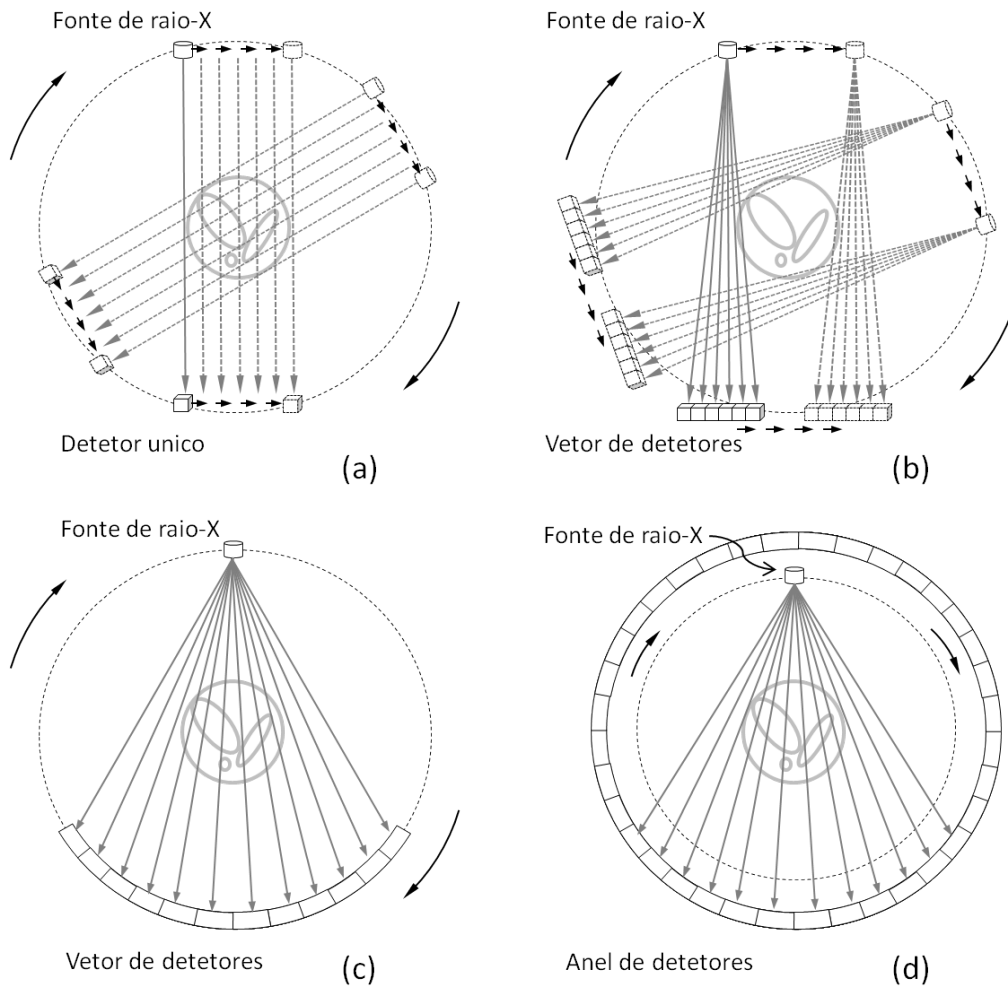 Fonte de raio-X
Detetor unico
(a)
Fonte de raio-X
Vetor de detetores
(b)
Fonte de raio-X
Vetor de detetores
(c)
Fonte de raio-X
Anel de detetores
(d)